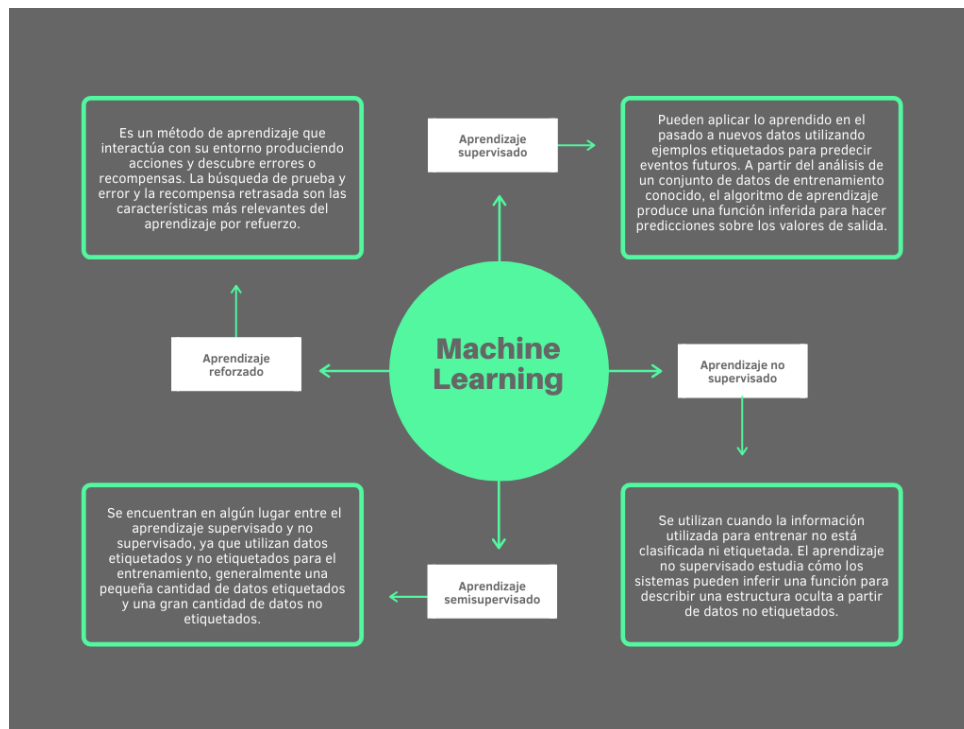 Es un método de aprendizaje que
interactúa con su entorno produciendo
acciones y descubre errores o
recompensas. La búsqueda de prueba y
error y la recompensa retrasada son las
características más relevantes del
aprendizaje por refuerzo.
Aprendizaje
supervisado
Pueden aplicar lo aprendido en el
pasado a nuevos datos utilizando
ejemplos etiquetados para predecir
eventos futuros. A partir del análisis de
un conjunto de datos de entrenamiento
conocido, el algoritmo de aprendizaje
produce una función inferida para hacer
predicciones sobre los valores de salida.
Aprendizaje
reforzado
Machine
Learning
Aprendizaje no
supervisado
Se encuentran en algún lugar entre el
aprendizaje supervisado y no
supervisado, ya que utilizan datos
etiquetados y no etiquetados para el
entrenamiento, generalmente una
pequeña cantidad de datos etiquetados
y una gran cantidad de datos no
etiquetados.
Aprendizaje
semisupervisado
Se utilizan cuando la información
utilizada para entrenar no está
clasificada ni etiquetada. El aprendizaje
no supervisado estudia cómo los
sistemas pueden inferir una función para
describir una estructura oculta a partir
de datos no etiquetados.